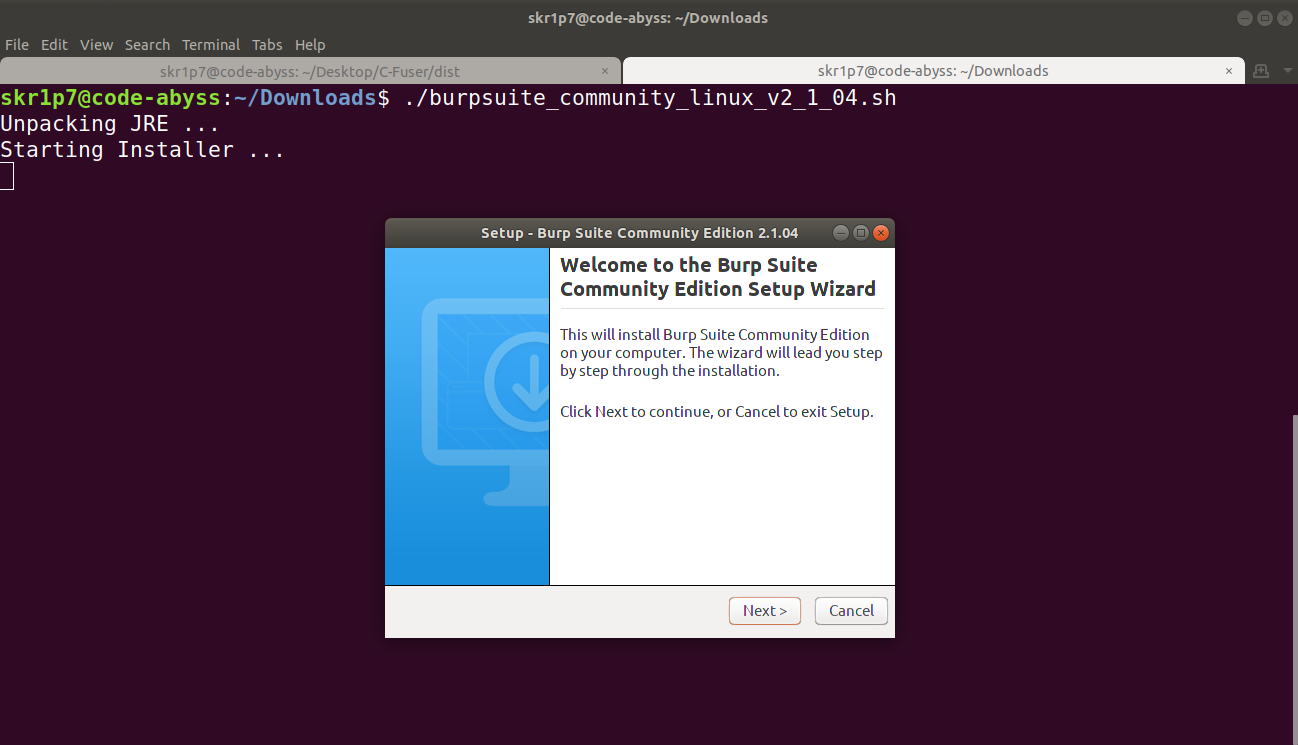 skr1p7@code-abyss: ~/Downloads
File Edit View Search Terminal Tabs Help
skr1p7@code-abyss: ~/Desktop/C-Fuser/dist × skr1p7@code-abyss: ~/Downloads ×
skr1p7@code-abyss:~/Downloads$ ./burpsuite_community_linux_v2_1_04.sh
Unpacking JRE ...
Starting Installer ...
Setup - Burp Suite Community Edition 2.1.04
Welcome to the Burp Suite
Community Edition Setup Wizard
This will install Burp Suite Community Edition
on your computer. The wizard will lead you step
by step through the installation.
Click Next to continue, or Cancel to exit Setup.
Next > Cancel